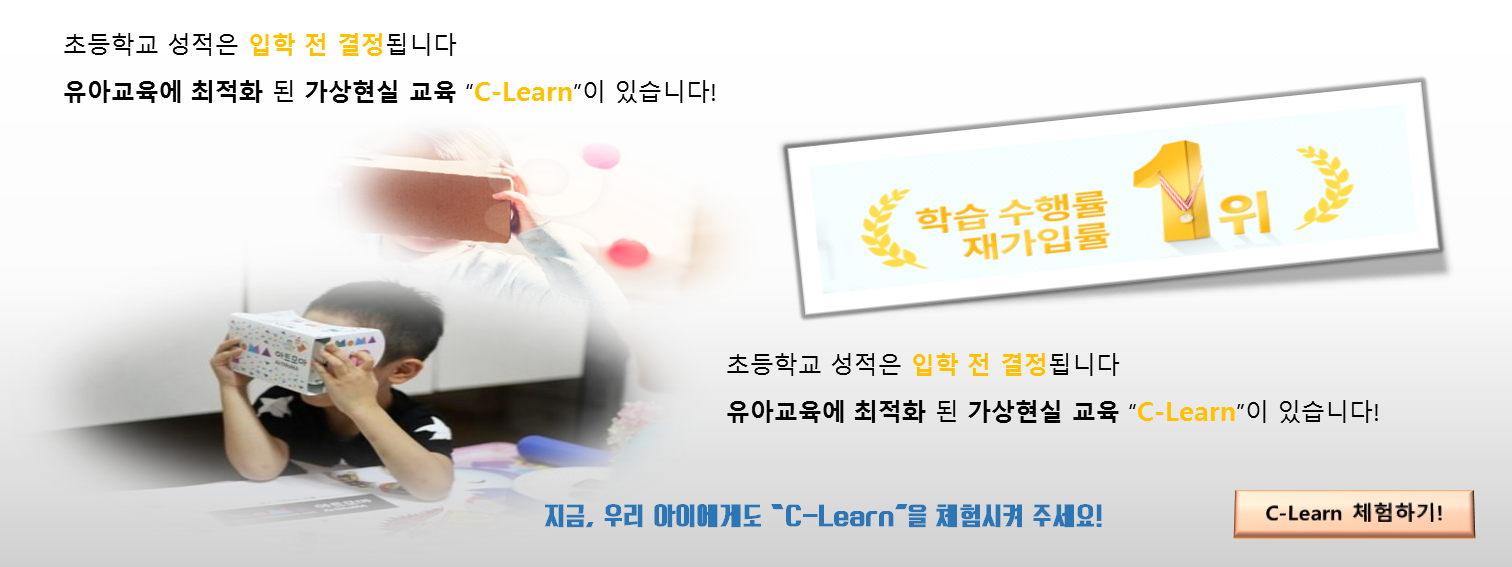 초등학교 성적은 입학 전 결정됩니다
유아교육에 최적화 된 가상현실 교육 "C-Learn"이 있습니다!
학습 수행률
재가입률
1위
아트모아
초등학교 성적은 입학 전 결정됩니다
유아교육에 최적화 된 가상현실 교육 "C-Learn"이 있습니다!
지금, 우리 아이에게도 "C-Learn"을 체험시켜 주세요!
C-Learn 체험하기!